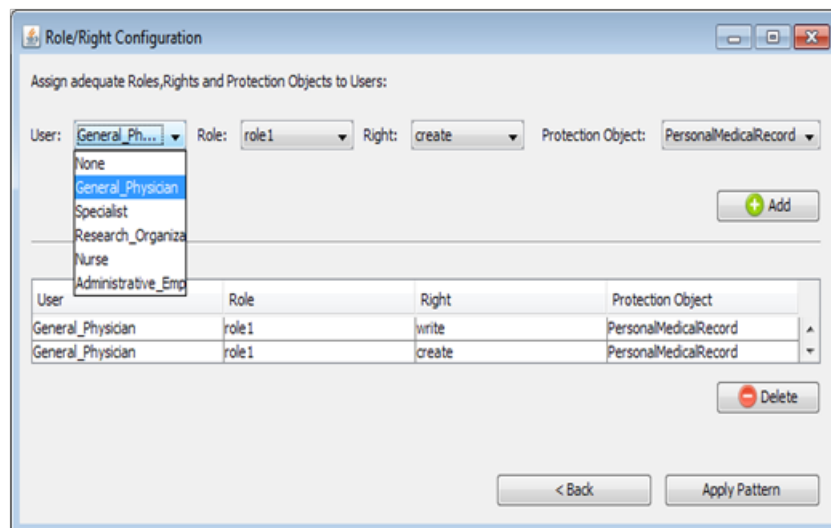 Role/Right Configuration
Assign adequate Roles,Rights and Protection Objects to Users:
User: General_Ph... Role: role1 Right: create Protection Object: PersonalMedicalRecord
None
General_Physician
Specialist
Research_Organiza
Nurse
Administrative_Emp
Add
User Role Right Protection Object
General_Physician role1 write PersonalMedicalRecord
General_Physician role1 create PersonalMedicalRecord
Delete
< Back Apply Pattern